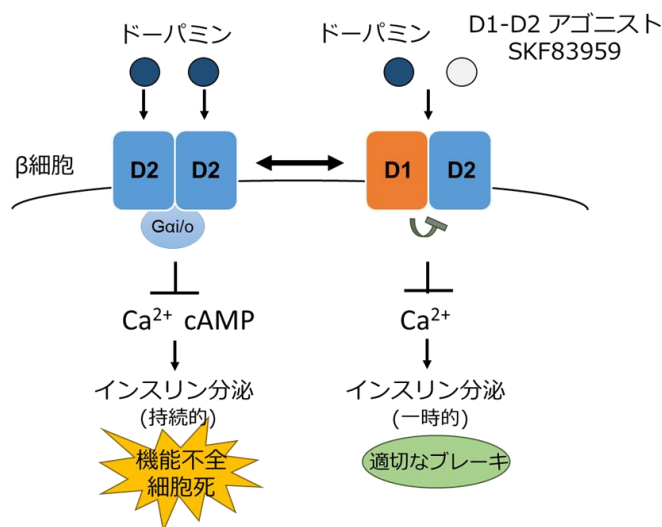 ドーパミン
ドーパミン
D1-D2 アゴニスト
SKF83959
β細胞
D2
D2
D1
D2
Gαi/o
Ca²⁺ cAMP
Ca²⁺
インスリン分泌
(持続的)
インスリン分泌
(一時的)
機能不全
細胞死
適切なブレーキ